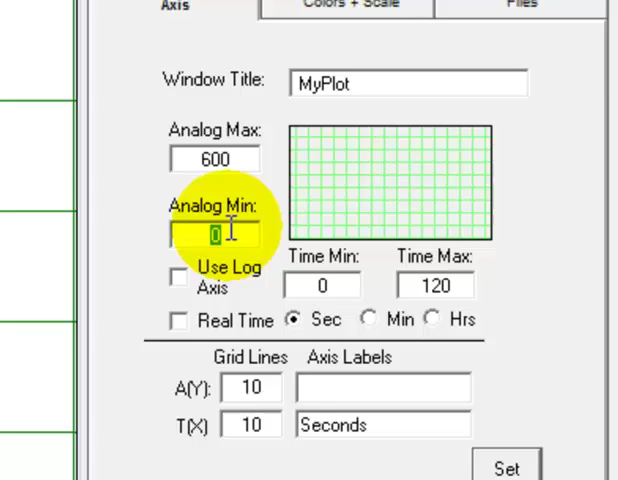 Axis Colors + Scale Files
Window Title: MyPlot
Analog Max:
600
Analog Min:
0
Use Log
Axis
Time Min: Time Max:
0 120
Real Time Sec Min Hrs
Grid Lines Axis Labels
A(Y): 10
T(X) 10 Seconds
Set